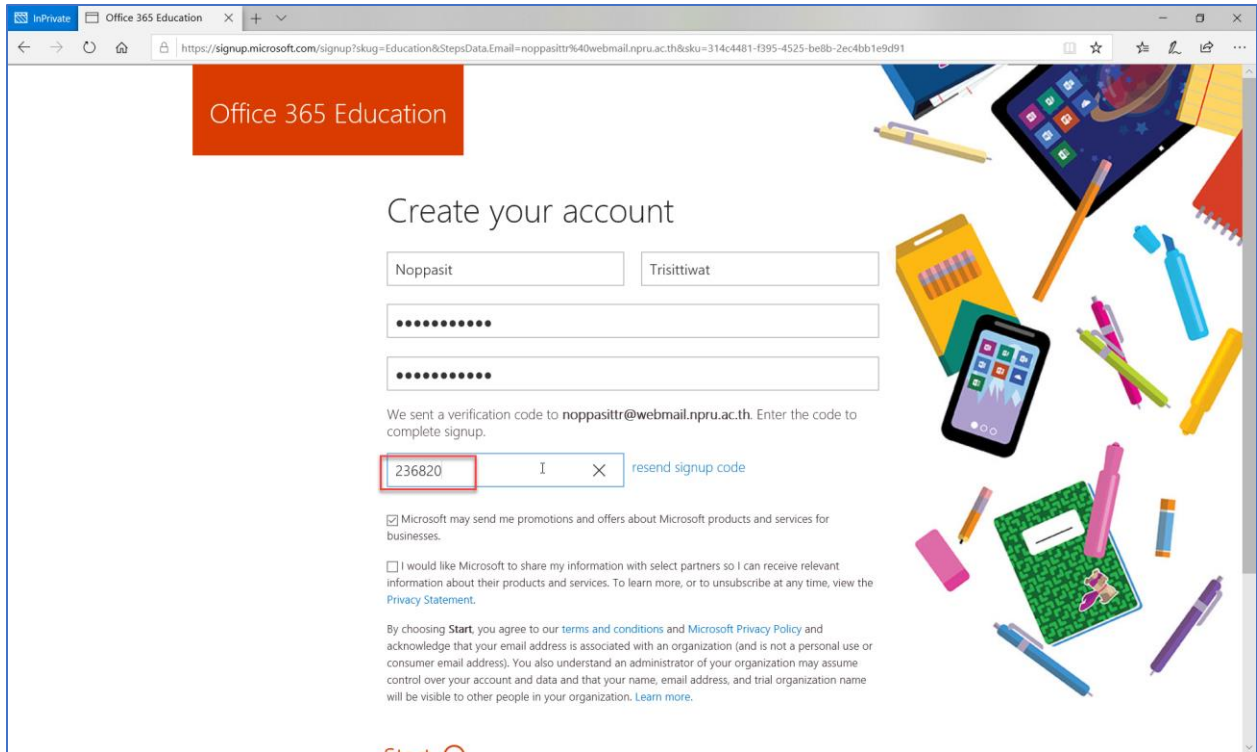 InPrivate
Office 365 Education
https://signup.microsoft.com/signup?skug=Education&StepsData.Email=noppasittr%40webmail.npru.ac.th&sku=314c4481-f395-4525-be8b-2ec4bb1e9d91
Office 365 Education
Create your account
Noppasit Trisittiwat
●●●●●●●●●●●
●●●●●●●●●●●
We sent a verification code to noppasittr@webmail.npru.ac.th. Enter the code to
complete signup.
236820 resend signup code
Microsoft may send me promotions and offers about Microsoft products and services for
businesses.
I would like Microsoft to share my information with select partners so I can receive relevant
information about their products and services. To learn more, or to unsubscribe at any time, view the
Privacy Statement.
By choosing Start, you agree to our terms and conditions and Microsoft Privacy Policy and
acknowledge that your email address is associated with an organization (and is not a personal use or
consumer email address). You also understand an administrator of your organization may assume
control over your account and data and that your name, email address, and trial organization name
will be visible to other people in your organization. Learn more.
Start